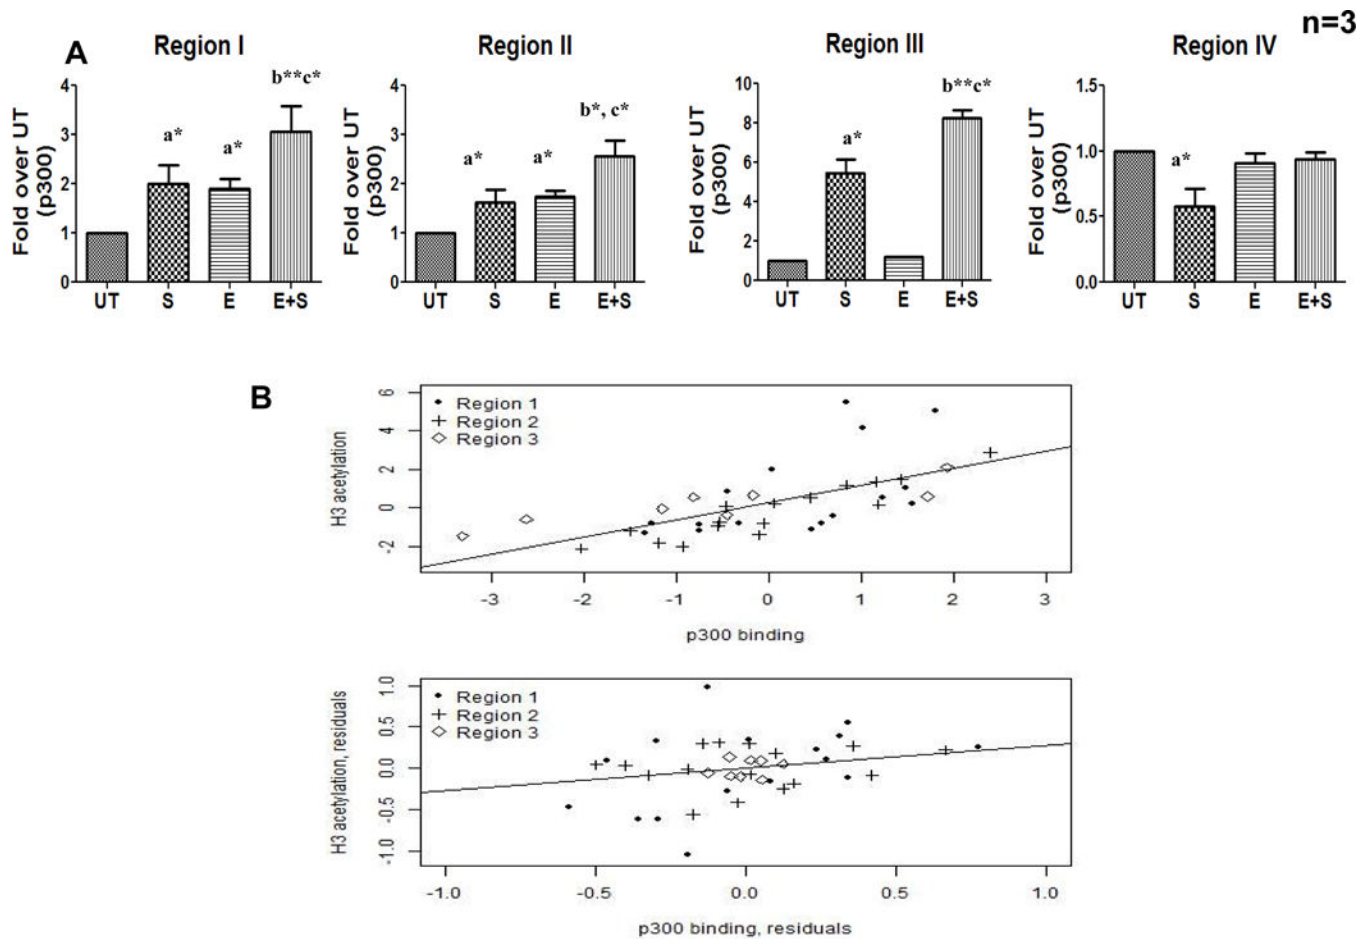 n=3
A
Region I
Region II
Region III
Region IV
Fold over UT
(p300)
4
3
2
1
0
a*
a*
b**c*
UT S E E+S
Fold over UT
(p300)
4
3
2
1
0
a*
a*
b*, c*
UT S E E+S
Fold over UT
(p300)
10
8
6
4
2
0
a*
b**c*
UT S E E+S
Fold over UT
(p300)
1.5
1.0
0.5
0.0
a*
UT S E E+S
B
H3 acetylation
6
4
2
0
-2
Region 1
Region 2
Region 3
-3 -2 -1 0 1 2 3
p300 binding
H3 acetylation, residuals
1.0
0.5
0.0
-0.5
-1.0
Region 1
Region 2
Region 3
-1.0 -0.5 0.0 0.5 1.0
p300 binding, residuals